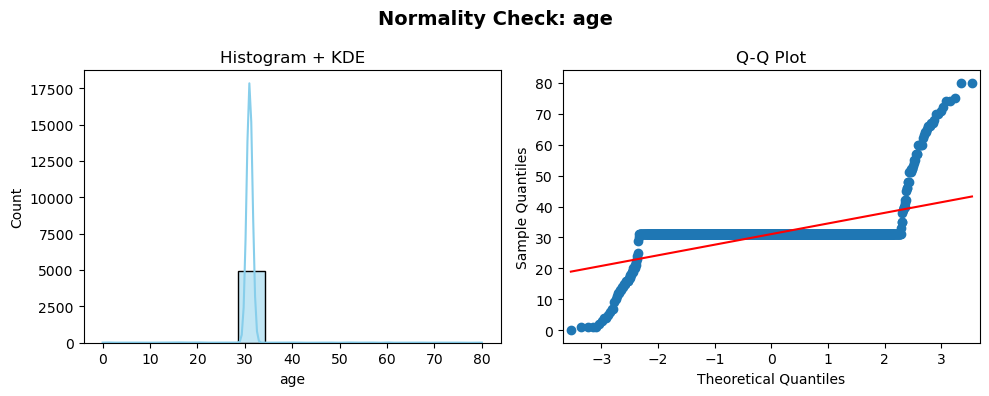 Normality Check: age
Histogram + KDE
Count
17500
15000
12500
10000
7500
5000
2500
0
0 10 20 30 40 50 60 70 80
age
Q-Q Plot
Sample Quantiles
80
70
60
50
40
30
20
10
0
−3 −2 −1 0 1 2 3
Theoretical Quantiles